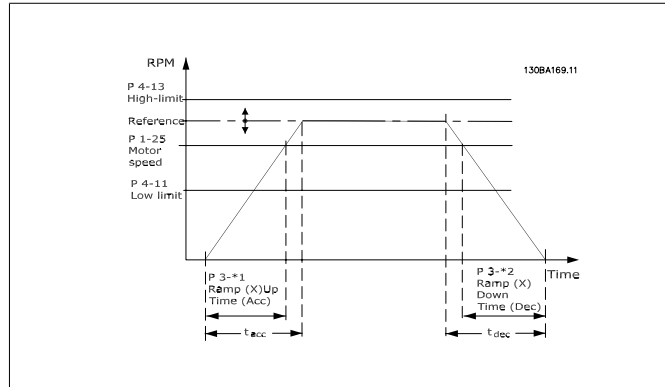 RPM
130BA169.11
P 4-13
High-limit
Reference
P 1-25
Motor
speed
P 4-11
Low limit
Time
P 3-*1
Ramp (X)Up
Time (Acc)
P 3-*2
Ramp (X)
Down
Time (Dec)
tacc
tdec